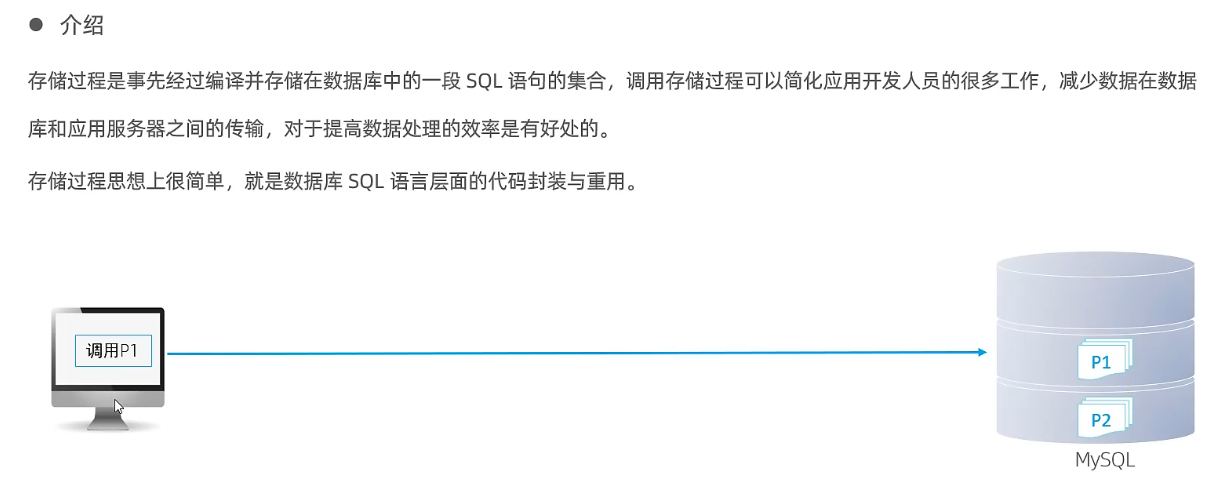 ● 介绍
存储过程是事先经过编译并存储在数据库中的一段 SQL 语句的集合，调用存储过程可以简化应用开发人员的很多工作，减少数据在数据
库和应用服务器之间的传输，对于提高数据处理的效率是有好处的。
存储过程思想上很简单，就是数据库 SQL 语言层面的代码封装与重用。
调用P1
P1
P2
MySQL